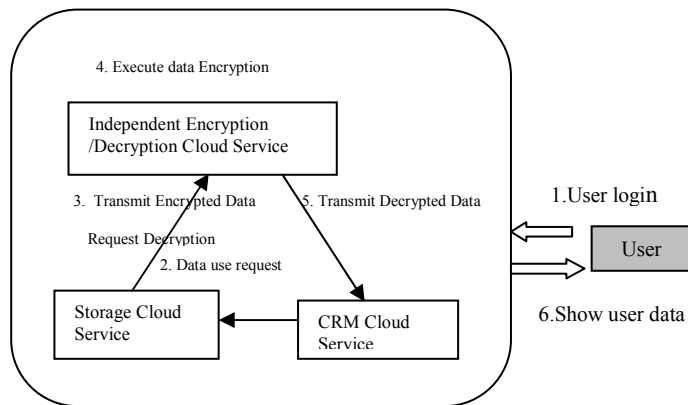 4. Execute data Encryption
Independent Encryption
/Decryption Cloud Service
3. Transmit Encrypted Data
Request Decryption
5. Transmit Decrypted Data
2. Data use request
Storage Cloud
Service
CRM Cloud
Service
1.User login
User
6.Show user data